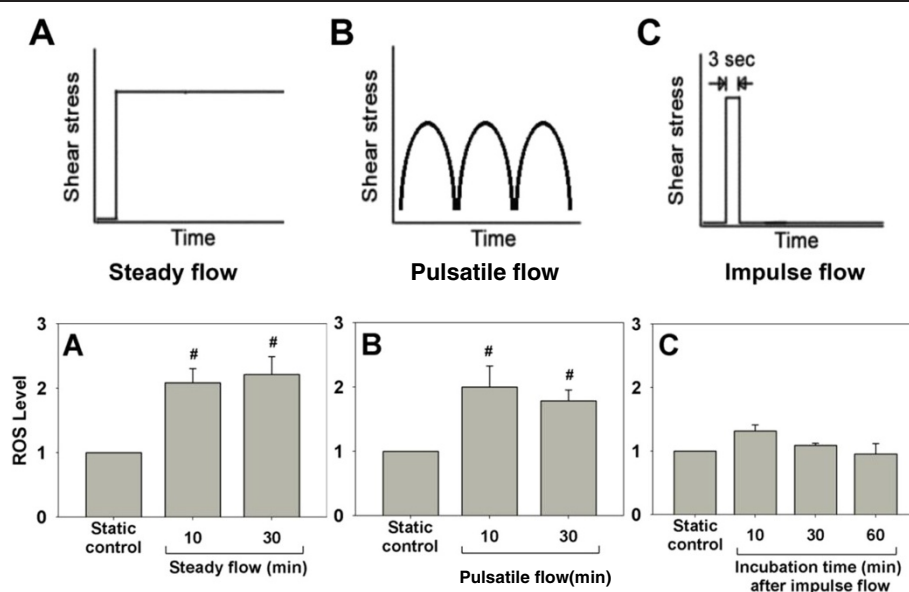 A
Shear stress
Time
Steady flow
B
Shear stress
Time
Pulsatile flow
C
3 sec
Shear stress
Time
Impulse flow
A
ROS Level
3
2
1
0
#
#
Static
control
10
30
Steady flow (min)
B
3
2
1
0
#
#
Static
control
10
30
Pulsatile flow(min)
C
3
2
1
0
Static
control
10
30
60
Incubation time (min)
after impulse flow